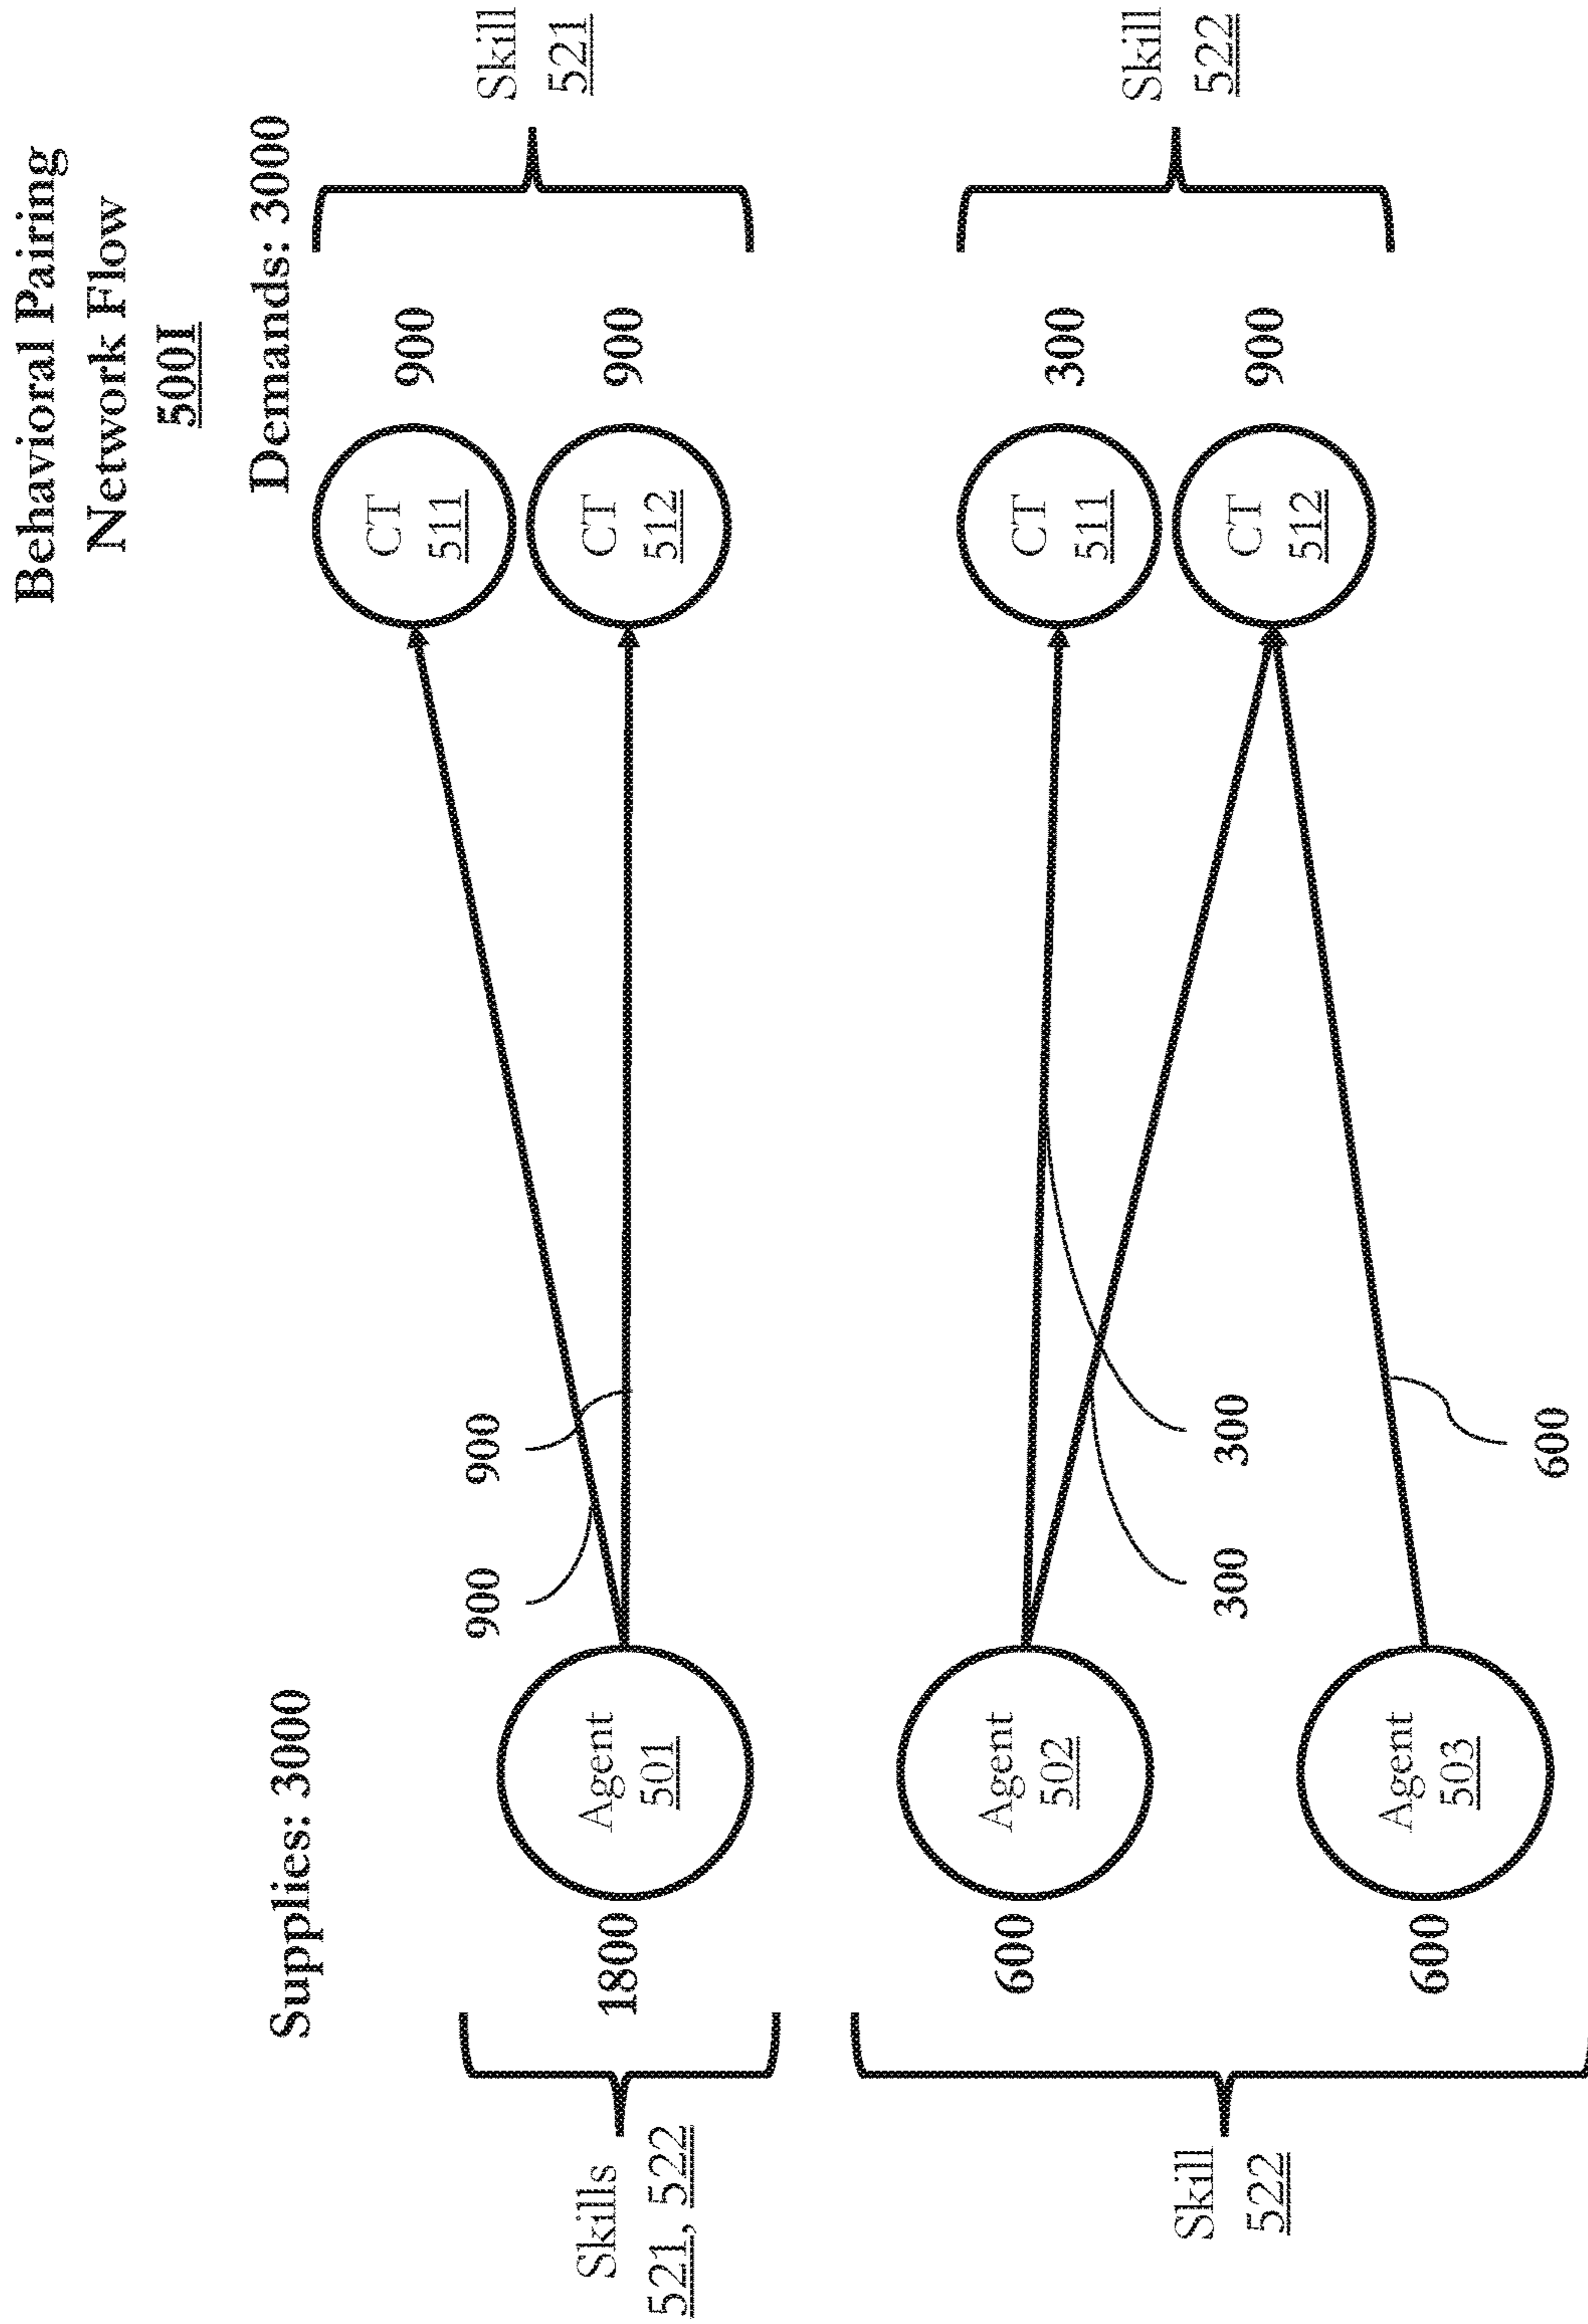 Behavioral Pairing
Network Flow
500I
Supplies: 3000
Demands: 3000
Skills
521, 522
1800
Agent
501
900
900
CT
511
900
CT
512
900
Skill
521
Skill
522
600
Agent
502
300
300
CT
511
300
CT
512
900
Skill
522
600
Agent
503
600